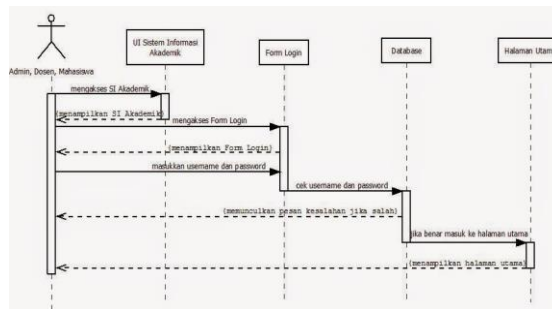 UI Sistem Informasi
Akademik
Form Login
Database
Halaman Utam
Admin, Dosen, Mahasiswa
mengakses SI Akademik
(menampilkan SI Akademik)
mengakses Form Login
(menampilkan Form Login)
masukkan username dan password
cek username dan password
(memunculkan pesan kesalahan jika salah)
jika benar masuk ke halaman utama
(menampilkan halaman utama)